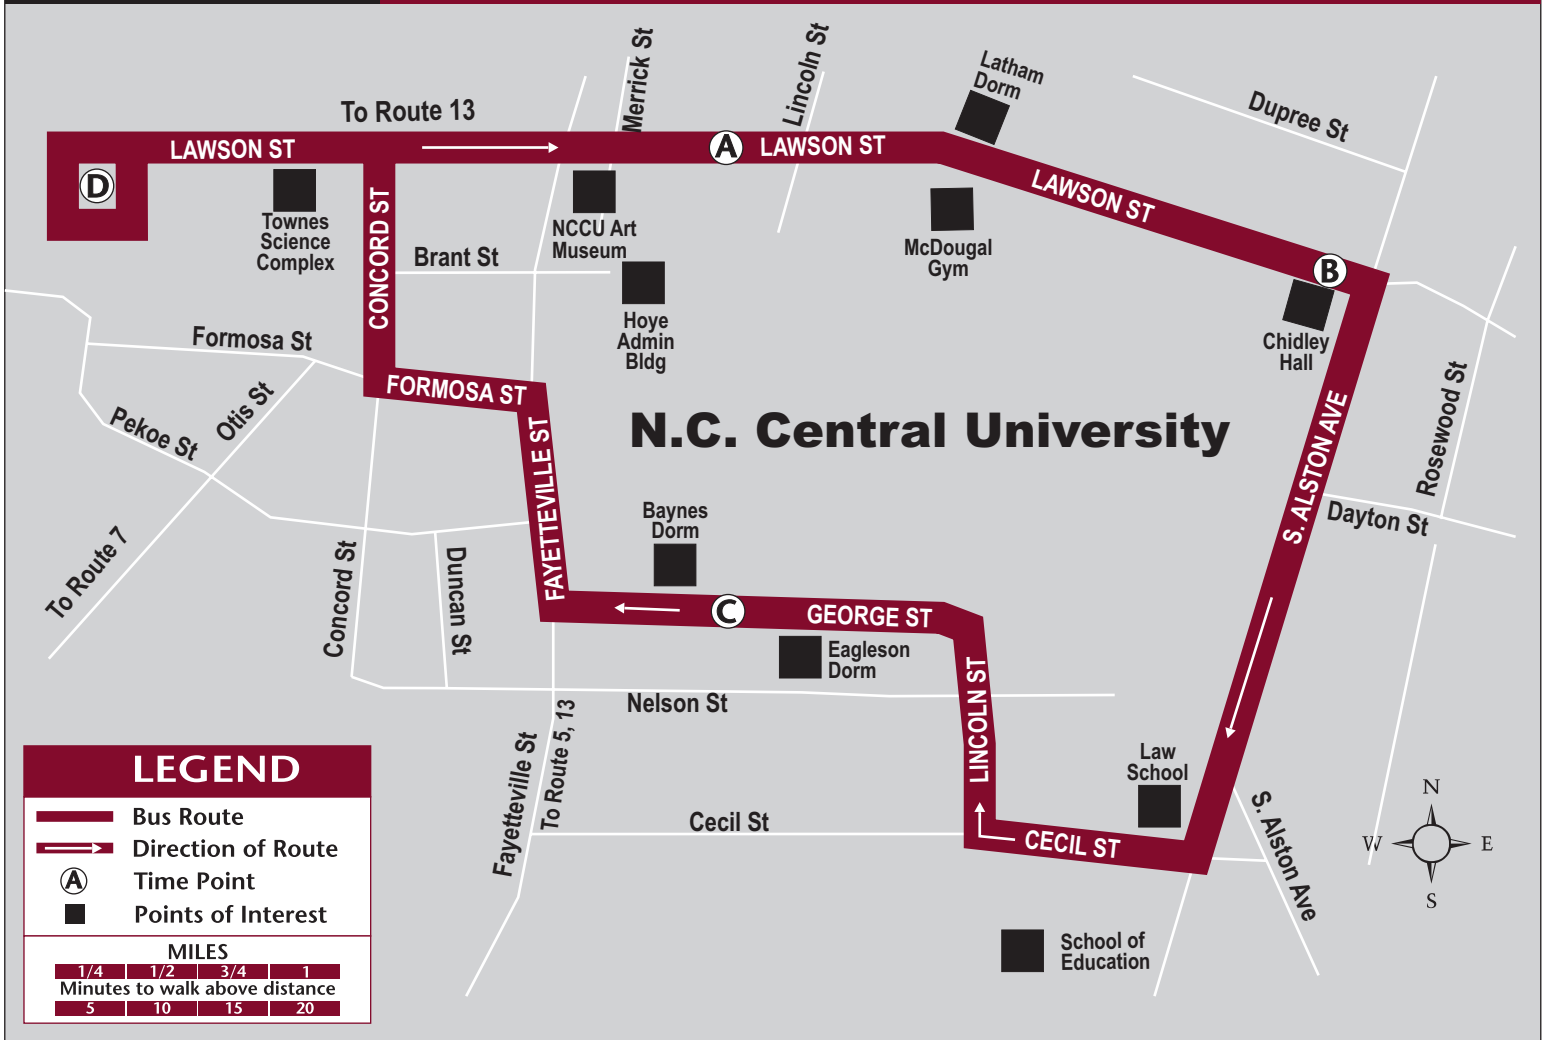 Merrick St
Lincoln St
Latham
Dorm
Dupree St
To Route 13
LAWSON ST
A
LAWSON ST
LAWSON ST
D
Townes
Science
Complex
CONCORD ST
NCCU Art
Museum
Brant St
McDougal
Gym
B
Hoye
Admin
Bldg
Chidley
Hall
Formosa St
FORMOSA ST
Otis St
Pekoe St
N.C. Central University
S. ALSTON AVE
Rosewood St
Dayton St
FAYETTEVILLE ST
Baynes
Dorm
To Route 7
Concord St
Duncan St
C
GEORGE ST
Eagleson
Dorm
LINCOLN ST
Nelson St
To Route 5, 13
Fayetteville St
Cecil St
Law
School
CECIL ST
S. Alston Ave
School of
Education
N
W E
S
LEGEND
Bus Route
Direction of Route
A Time Point
Points of Interest
MILES
1/4 1/2 3/4 1
Minutes to walk above distance
5 10 15 20